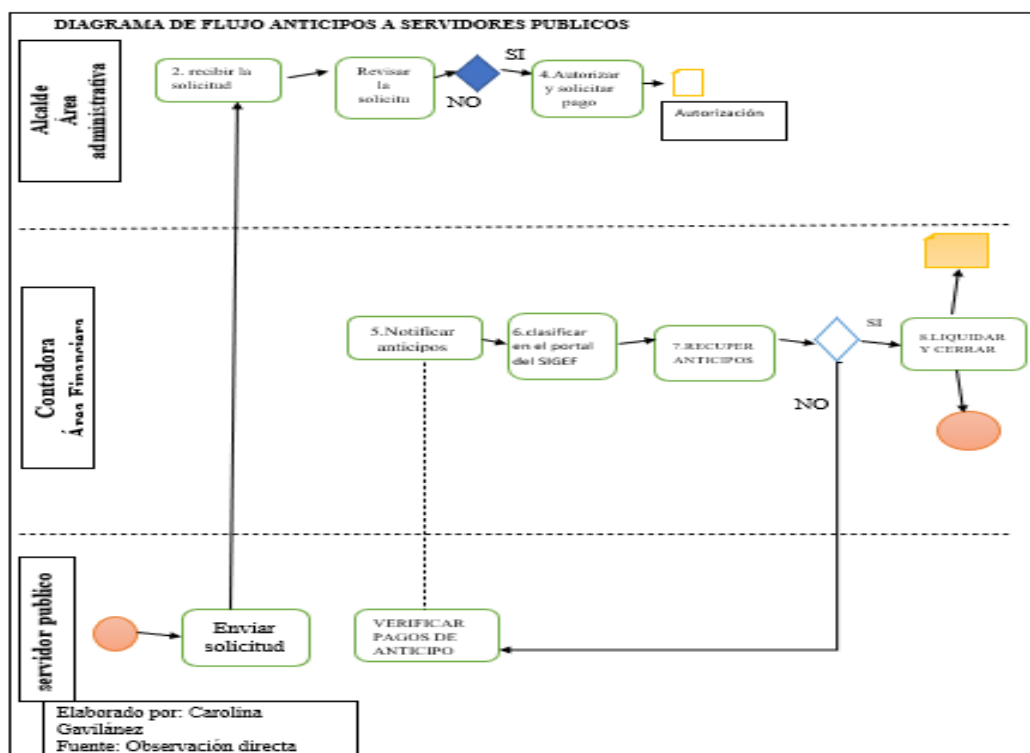 DIAGRAMA DE FLUJO ANTICIPOS A SERVIDORES PUBLICOS
Alcalde
Área
administrativa
2. recibir la
solicitud
Revisar
la
solicitu
SI
NO
4.Autorizar
y solicitar
pago
Autorización
Contadora
Área Financiera
5.Notificar
anticipos
6.clasificar
en el portal
del SIGEF
7.RECUPER
ANTICIPOS
SI
NO
8.LIQUIDAR
Y CERRAR
servidor publico
Enviar
solicitud
VERIFICAR
PAGOS DE
ANTICIPO
Elaborado por: Carolina
Gavilánez
Fuente: Observación directa